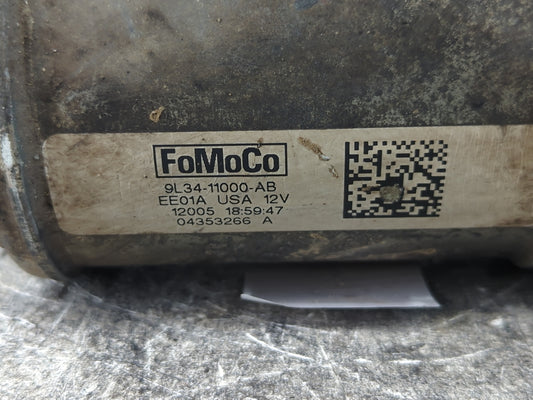 FoMoCo
9L34-11000-AB
EE01A USA 12V
12005 18:59:47
04353266 A